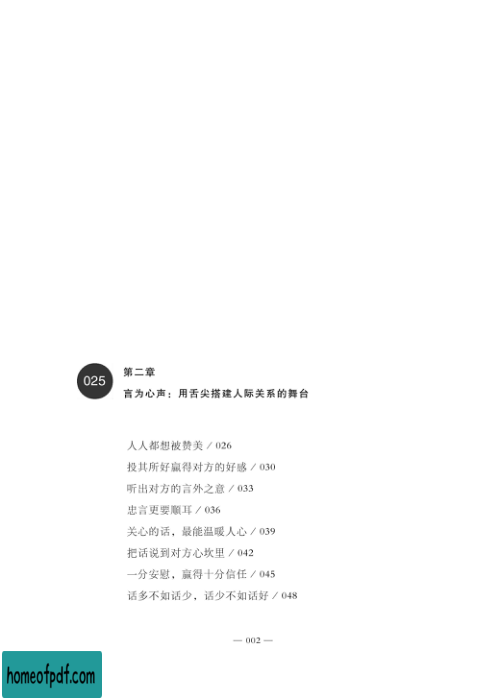 025
第二章
言为心声：用舌尖搭建人际关系的舞台
人人都想被赞美 / 026
投其所好赢得对方的好感 / 030
听出对方的言外之意 / 033
忠言更要顺耳 / 036
关心的话，最能温暖人心 / 039
把话说到对方心坎里 / 042
一分安慰，赢得十分信任 / 045
话多不如话少，话少不如话好 / 048
— 002 —
homeofpdf.com